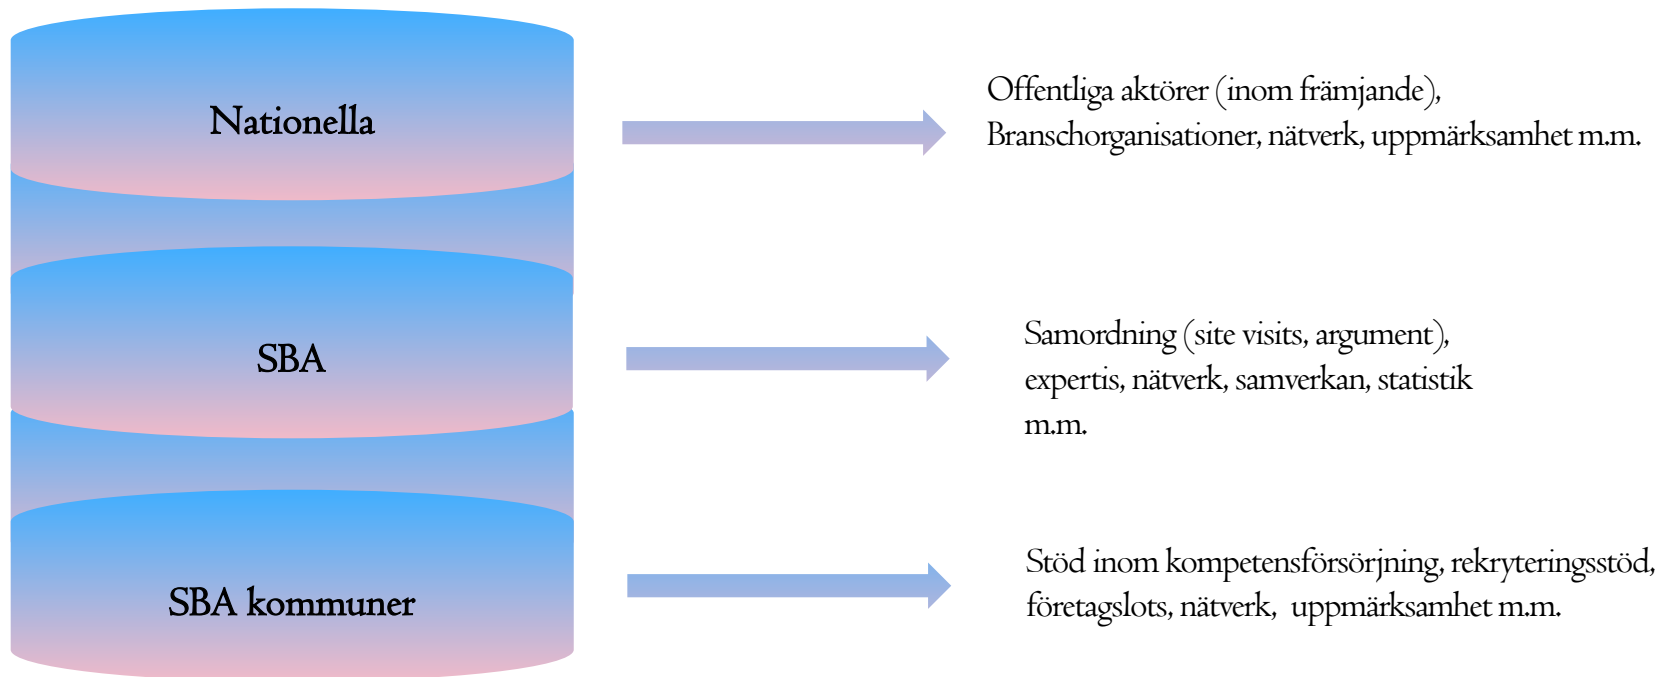 Nationella
Offentliga aktörer (inom främjande),
Branschorganisationer, nätverk, uppmärksamhet m.m.
SBA
Samordning (site visits, argument),
expertis, nätverk, samverkan, statistik
m.m.
SBA kommuner
Stöd inom kompetensförsörjning, rekryteringsstöd,
företagslots, nätverk, uppmärksamhet m.m.